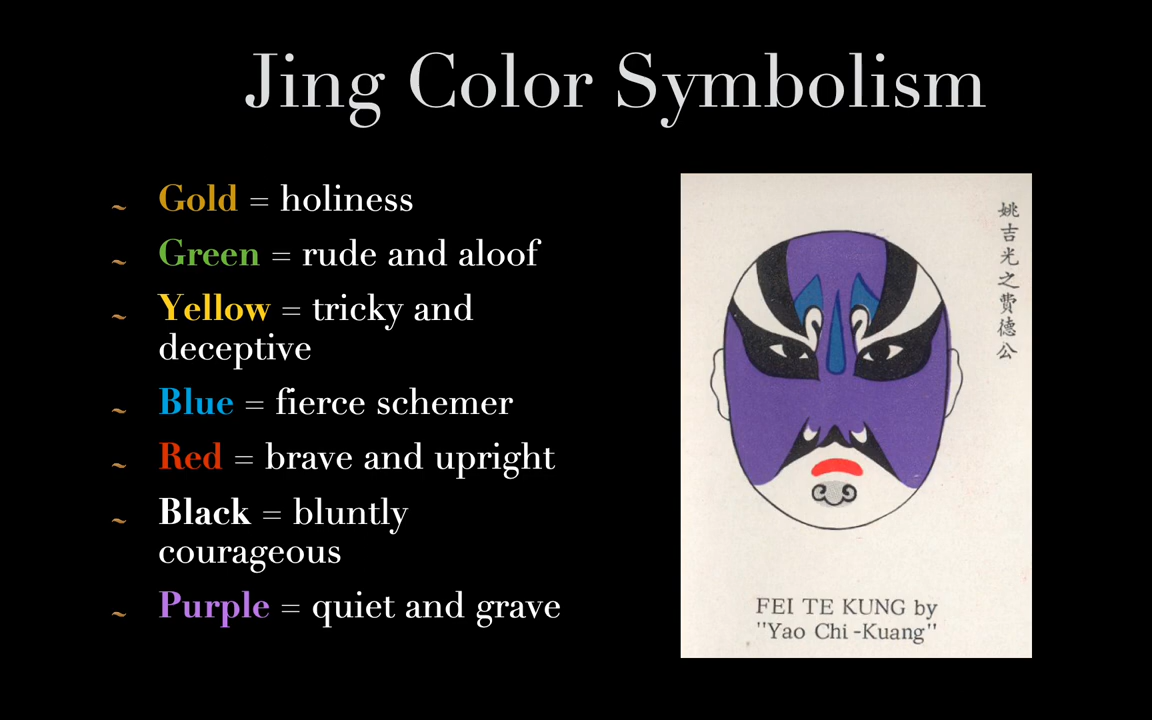 Jing Color Symbolism
~ Gold = holiness
~ Green = rude and aloof
~ Yellow = tricky and
deceptive
~ Blue = fierce schemer
~ Red = brave and upright
~ Black = bluntly
courageous
~ Purple = quiet and grave
姚吉光之費德公
FEI TE KUNG by
"Yao Chi-Kuang"